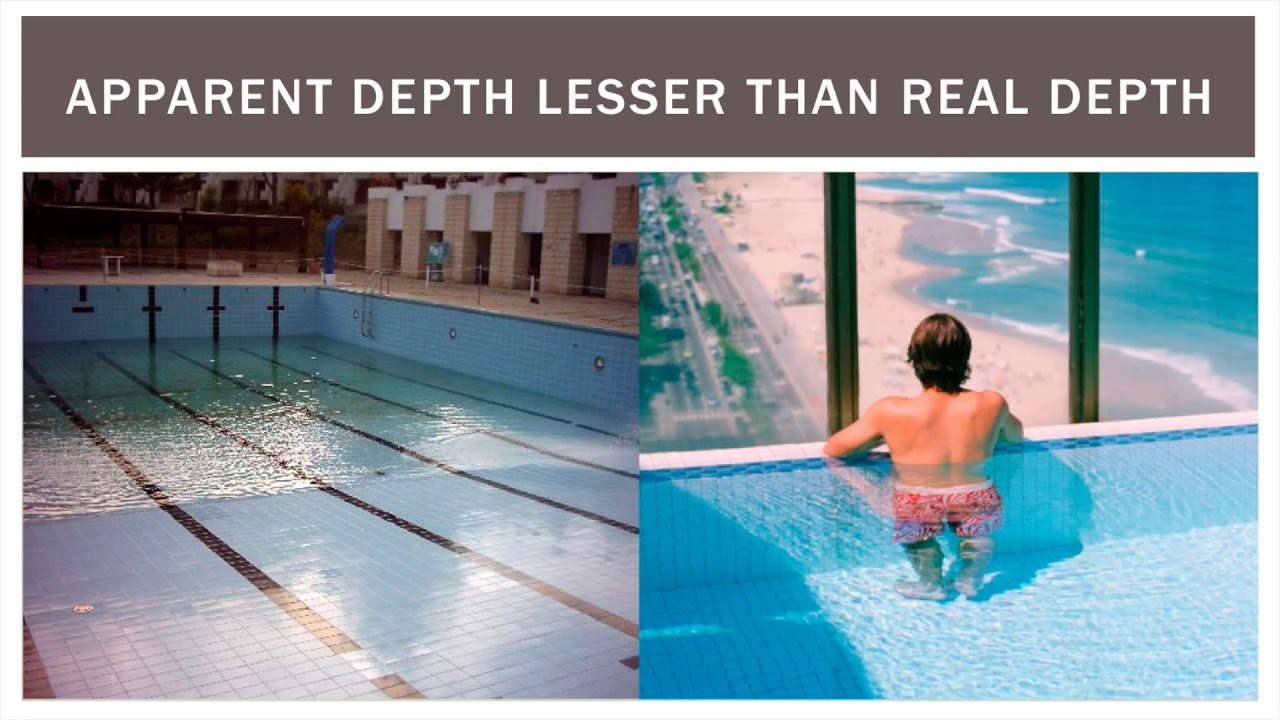 APPARENT DEPTH LESSER THAN REAL DEPTH